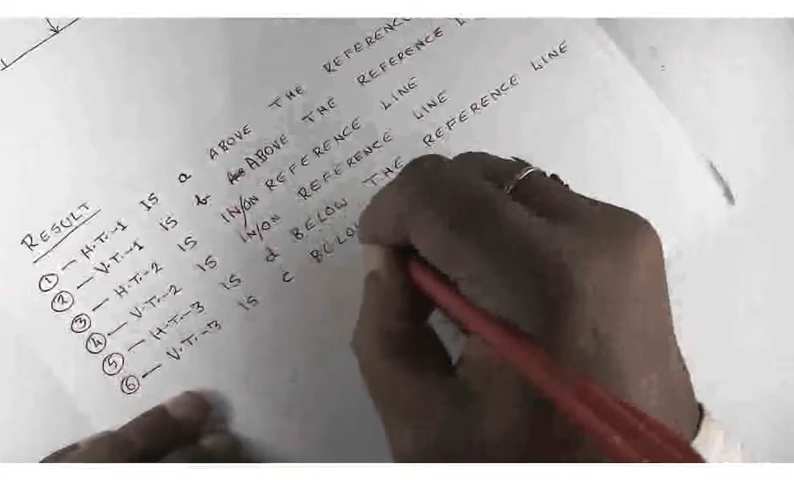 RESULT
① — H.T.-1 IS a ABOVE THE REFERENCE
② — V.T.-1 IS b ABOVE THE REFERENCE
③ — H.T.-2 IS IN/ON REFERENCE LINE
④ — V.T.-2 IS IN/ON REFERENCE LINE
⑤ — H.T.-3 IS d BELOW THE REFERENCE LINE
⑥ — V.T.-3 IS c BELOW